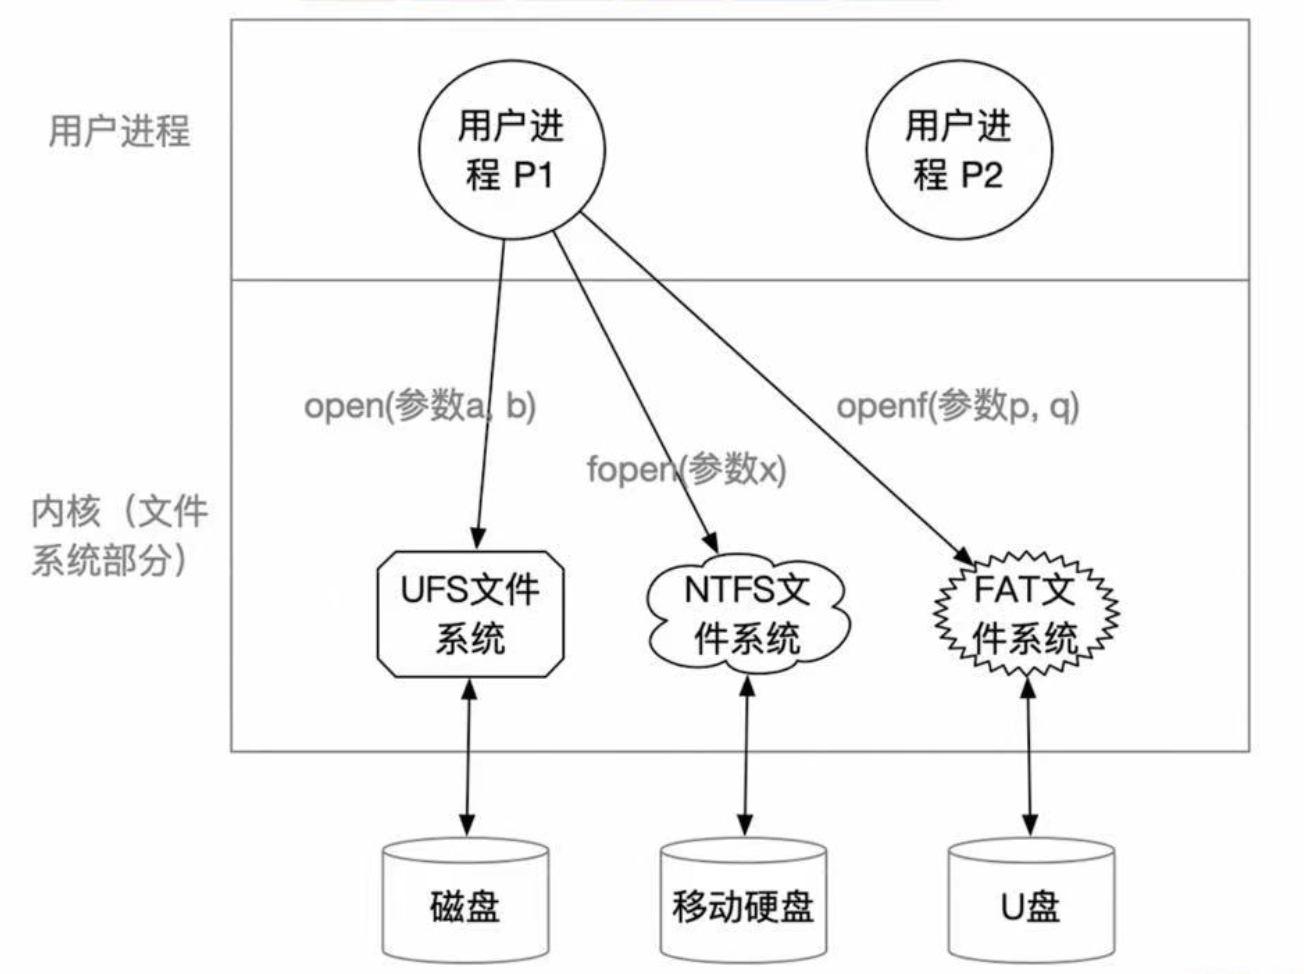 用户进程
用户进
程 P1
用户进
程 P2
open(参数a, b)
openf(参数p, q)
fopen(参数x)
内核（文件
系统部分）
UFS文件
系统
NTFS文
件系统
FAT文
件系统
磁盘
移动硬盘
U盘